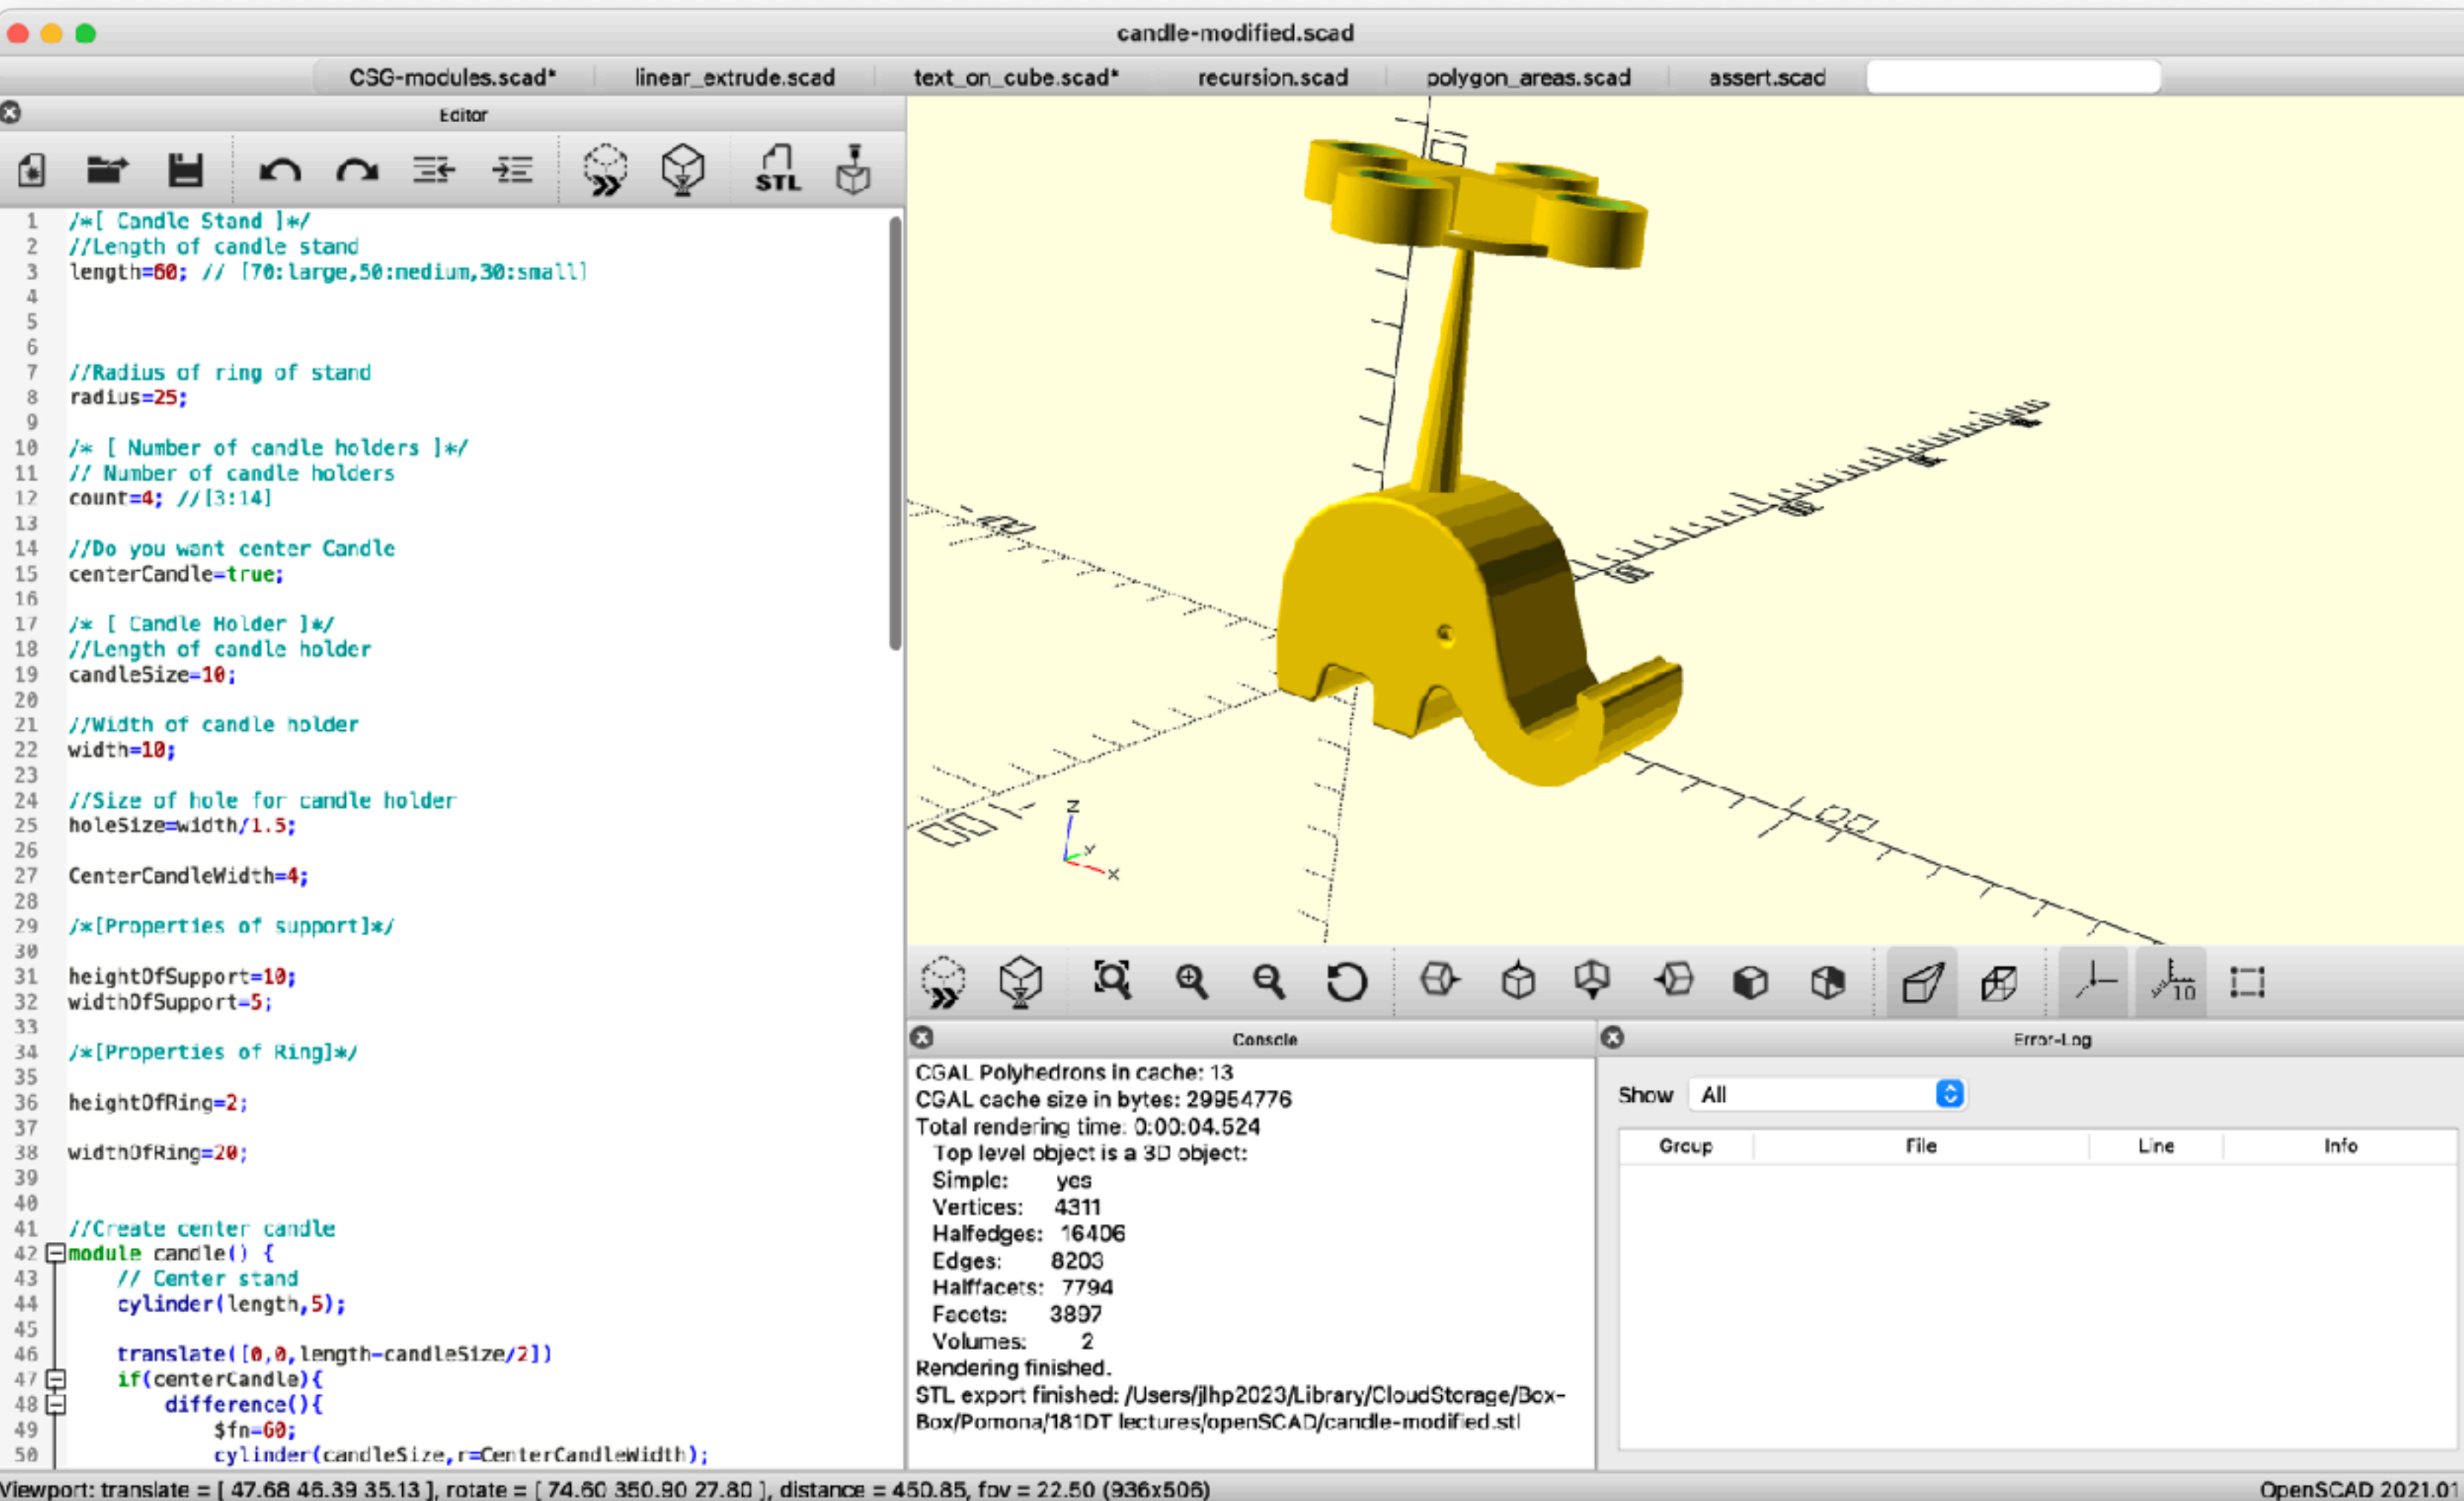 candle-modified.scad
CSG-modules.scad* linear_extrude.scad text_on_cube.scad* recursion.scad polygon_areas.scad assert.scad
Editor
STL
1 /*[ Candle Stand ]*/
2 //Length of candle stand
3 length=60; // [70:large,50:medium,30:small]
4
5
6
7 //Radius of ring of stand
8 radius=25;
9
10 /* [ Number of candle holders ]*/
11 // Number of candle holders
12 count=4; //[3:14]
13
14 //Do you want center Candle
15 centerCandle=true;
16
17 /* [ Candle Holder ]*/
18 //Length of candle holder
19 candleSize=10;
20
21 //Width of candle holder
22 width=10;
23
24 //Size of hole for candle holder
25 holeSize=width/1.5;
26
27 CenterCandleWidth=4;
28
29 /*[Properties of support]*/
30
31 heightOfSupport=10;
32 widthOfSupport=5;
33
34 /*[Properties of Ring]*/
35
36 heightOfRing=2;
37
38 widthOfRing=20;
39
40
41 //Create center candle
42 module candle() {
43 // Center stand
44 cylinder(length,5);
45
46 translate([0,0,length-candleSize/2])
47 if(centerCandle){
48 difference(){
49 $fn=60;
50 cylinder(candleSize,r=CenterCandleWidth);
Z
Y
X
10
Console
CGAL Polyhedrons in cache: 13
CGAL cache size in bytes: 29954776
Total rendering time: 0:00:04.524
Top level object is a 3D object:
Simple: yes
Vertices: 4311
Halfedges: 16406
Edges: 8203
Halffacets: 7794
Facets: 3897
Volumes: 2
Rendering finished.
STL export finished: /Users/jlhp2023/Library/CloudStorage/Box-
Box/Pomona/181DT lectures/openSCAD/candle-modified.stl
Error-Log
Show All
Group File Line Info
Viewport: translate = [ 47.68 46.39 35.13 ], rotate = [ 74.60 350.90 27.80 ], distance = 450.85, fov = 22.50 (936x506)
OpenSCAD 2021.01